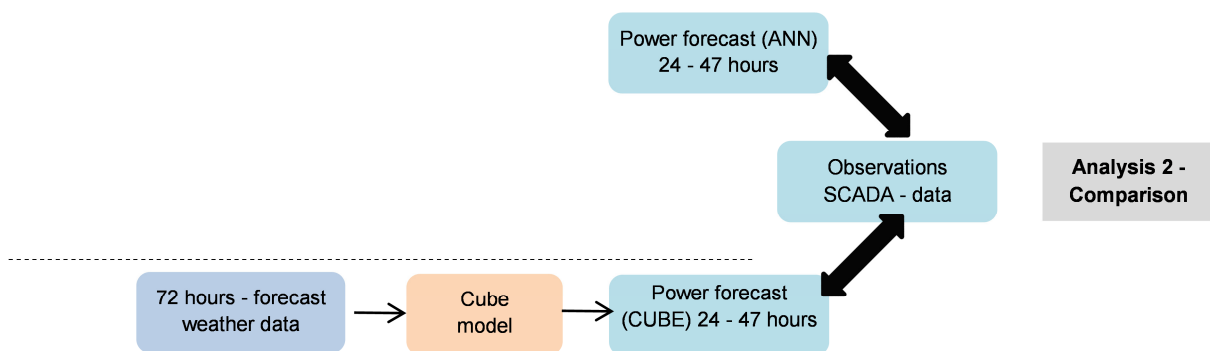 Power forecast (ANN)
24 - 47 hours
Observations
SCADA - data
Analysis 2 -
Comparison
72 hours - forecast
weather data
Cube
model
Power forecast
(CUBE) 24 - 47 hours